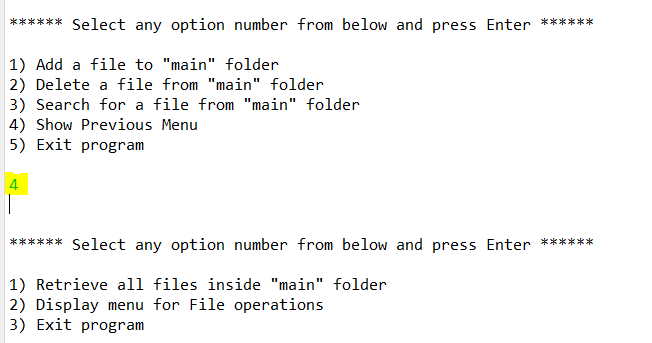 ****** Select any option number from below and press Enter ******
1) Add a file to "main" folder
2) Delete a file from "main" folder
3) Search for a file from "main" folder
4) Show Previous Menu
5) Exit program
4
****** Select any option number from below and press Enter ******
1) Retrieve all files inside "main" folder
2) Display menu for File operations
3) Exit program